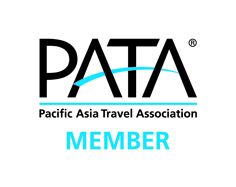 PATA®
Pacific Asia Travel Association
MEMBER